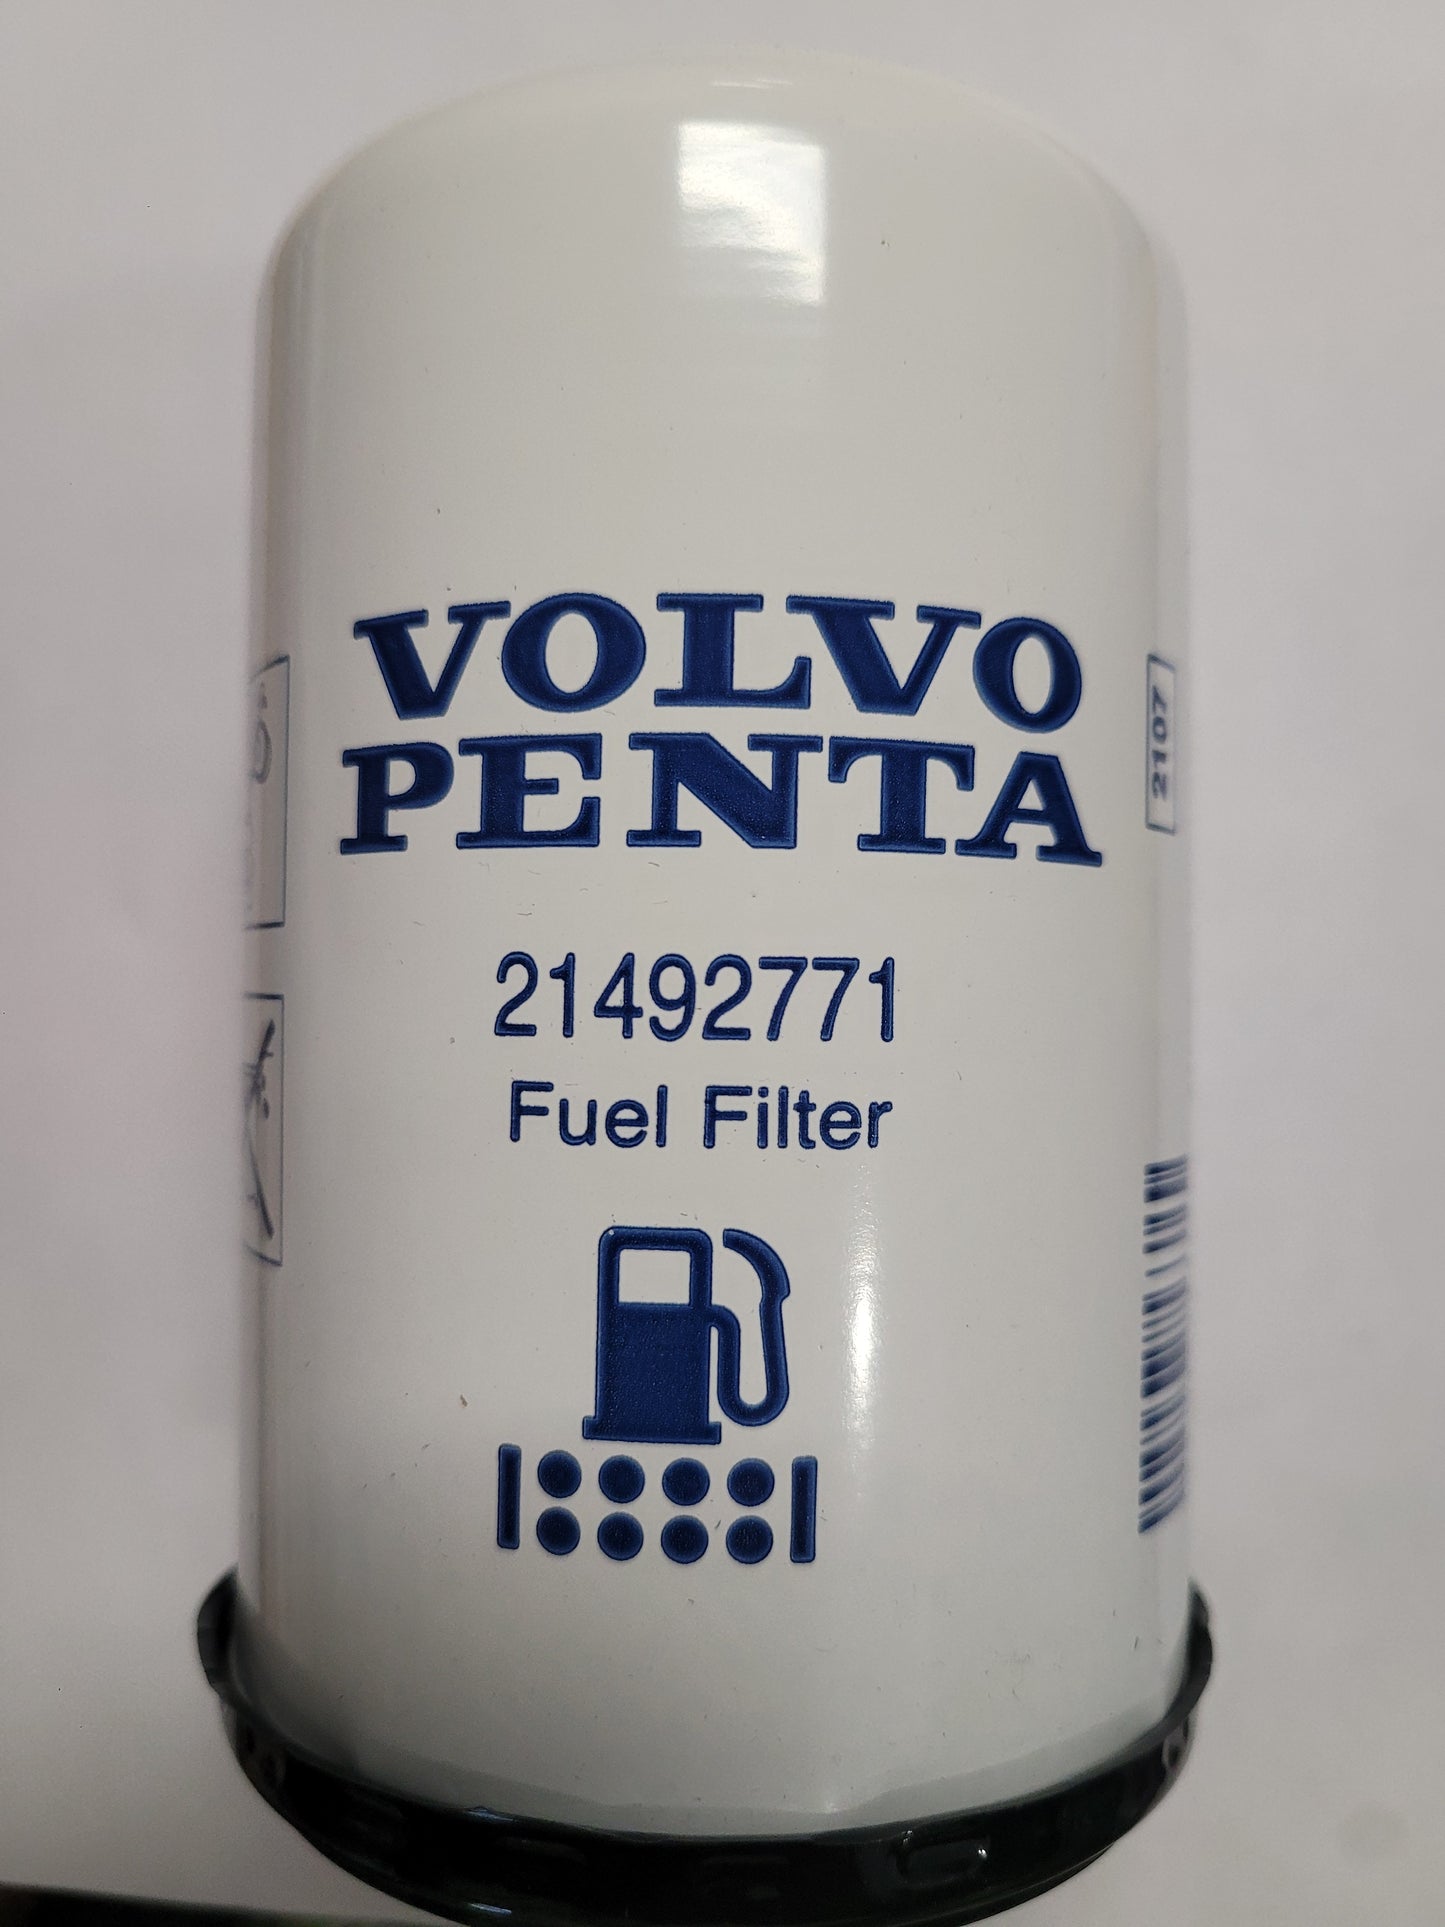 VOLVO
PENTA
21492771
Fuel Filter
2107